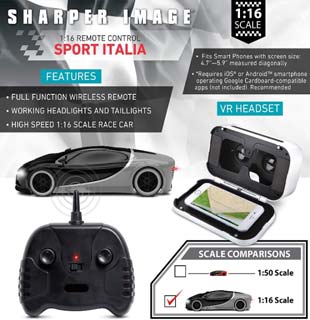 SHARPER IMAGE
1:16 REMOTE CONTROL
SPORT ITALIA
1:16
SCALE
• Fits Smart Phones with screen size:
4.7"–5.9" measured diagonally.
*Requires iOS® or Android™ smartphone
operating Google Cardboard-compatible
apps (not included). Recommended
FEATURES
• FULL FUNCTION WIRELESS REMOTE
• WORKING HEADLIGHTS AND TAILLIGHTS
• HIGH SPEED 1:16 SCALE RACE CAR
VR HEADSET
SCALE COMPARISONS
1:50 Scale
1:16 Scale